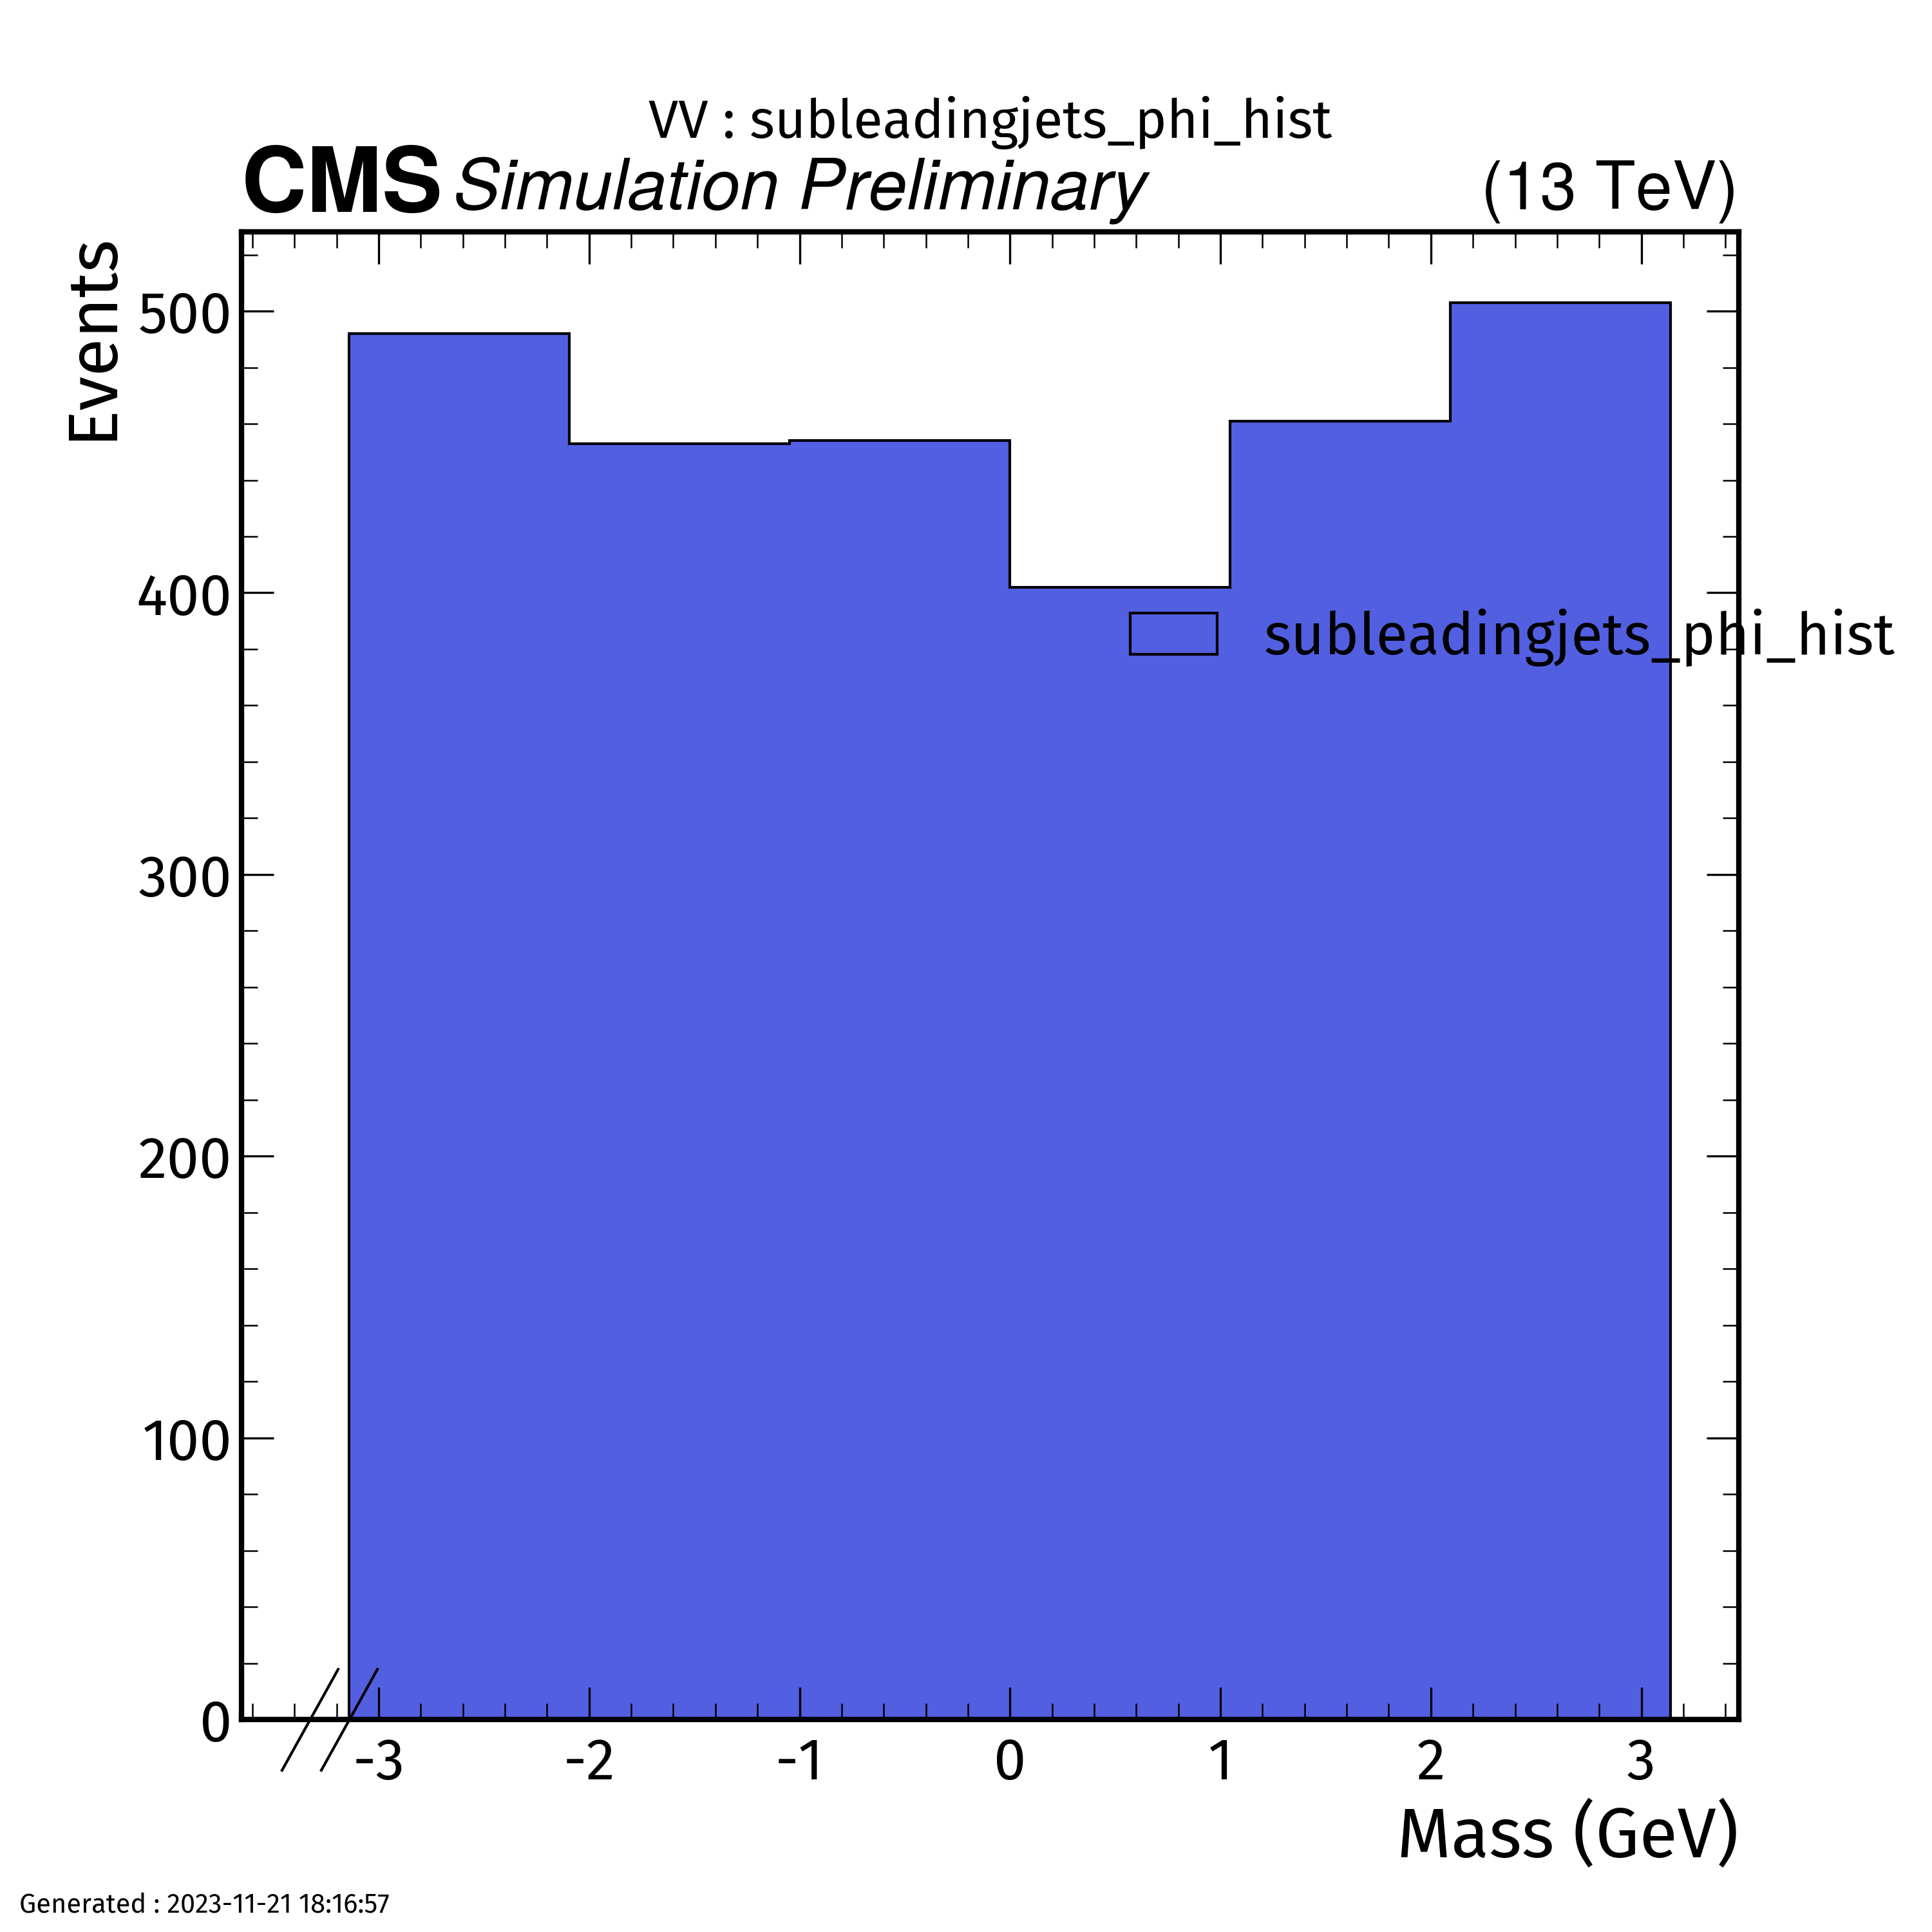 VV : subleadingjets_phi_hist
CMS Simulation Preliminary (13 TeV)
Events
500
400
subleadingjets_phi_hist
300
200
100
0
-3 -2 -1 0 1 2 3
Mass (GeV)
Generated : 2023-11-21 18:16:57